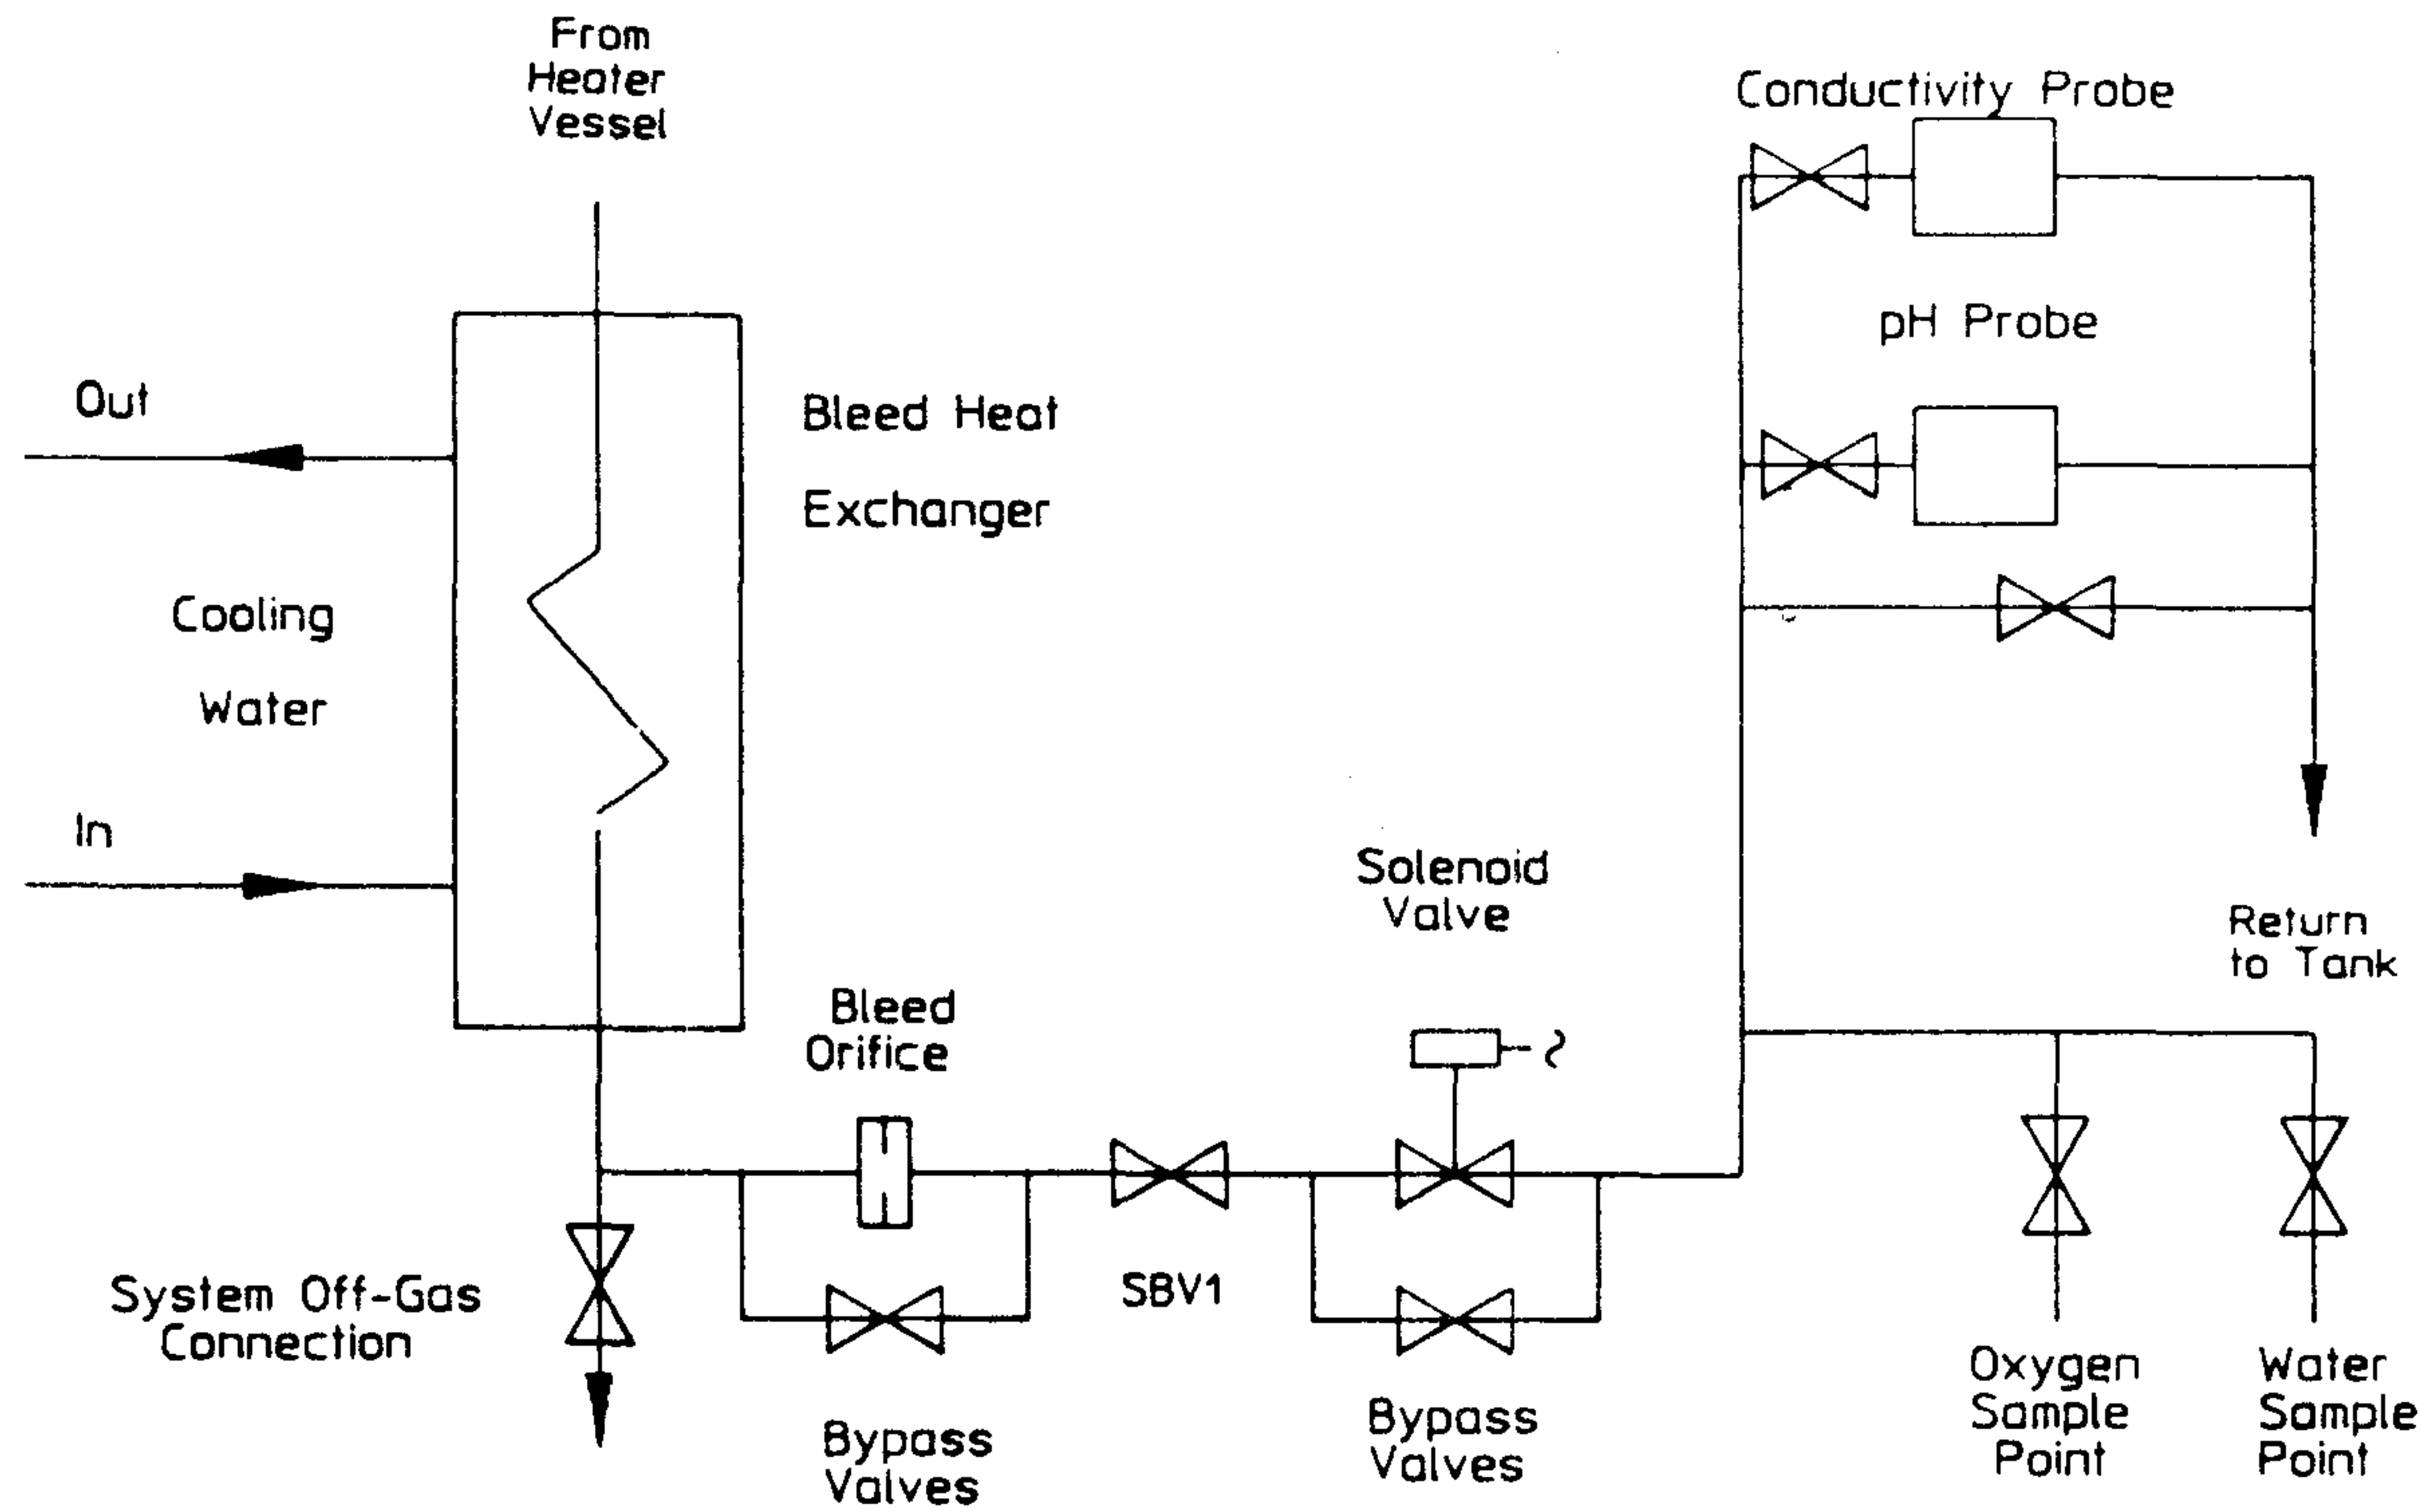 From
Heater
Vessel
Conductivity Probe
pH Probe
Out
Bleed Heat
Exchanger
Cooling
Water
In
Solenoid
Valve
Return
to Tank
Bleed
Orifice
System Off-Gas
Connection
SBV1
Bypass
Valves
Bypass
Valves
Oxygen
Sample
Point
Water
Sample
Point